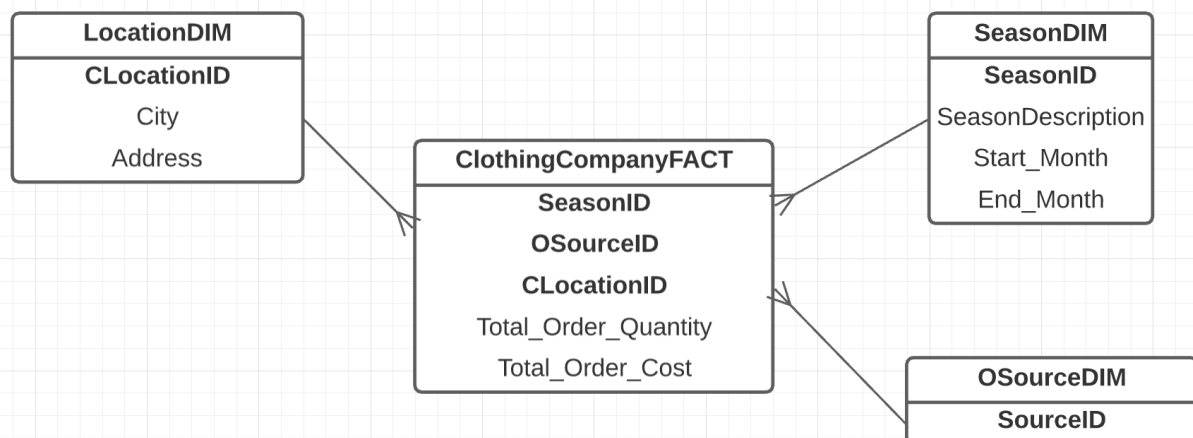 LocationDIM
CLocationID
City
Address
SeasonDIM
SeasonID
SeasonDescription
Start_Month
End_Month
ClothingCompanyFACT
SeasonID
OSourceID
CLocationID
Total_Order_Quantity
Total_Order_Cost
OSourceDIM
SourceID